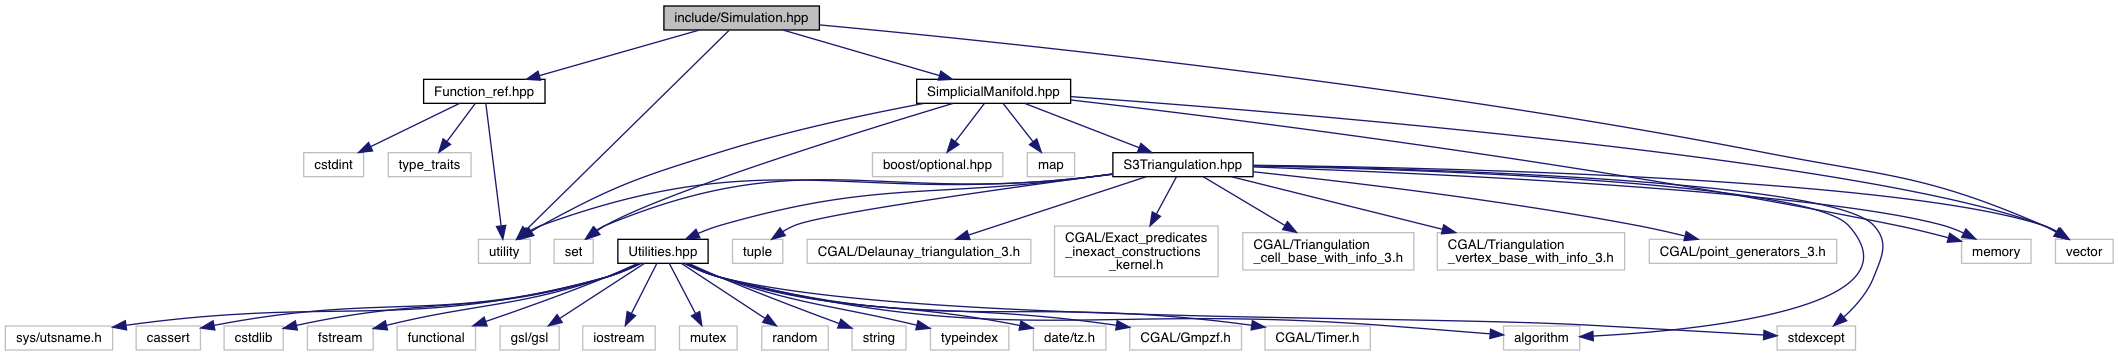 include/Simulation.hpp
Function_ref.hpp
SimplicialManifold.hpp
cstdint
type_traits
boost/optional.hpp
map
S3Triangulation.hpp
utility
set
Utilities.hpp
tuple
CGAL/Delaunay_triangulation_3.h
CGAL/Exact_predicates
_inexact_constructions
_kernel.h
CGAL/Triangulation
_cell_base_with_info_3.h
CGAL/Triangulation
_vertex_base_with_info_3.h
CGAL/point_generators_3.h
memory
vector
sys/utsname.h
cassert
cstdlib
fstream
functional
gsl/gsl
iostream
mutex
random
string
typeindex
date/tz.h
CGAL/Gmpzf.h
CGAL/Timer.h
algorithm
stdexcept